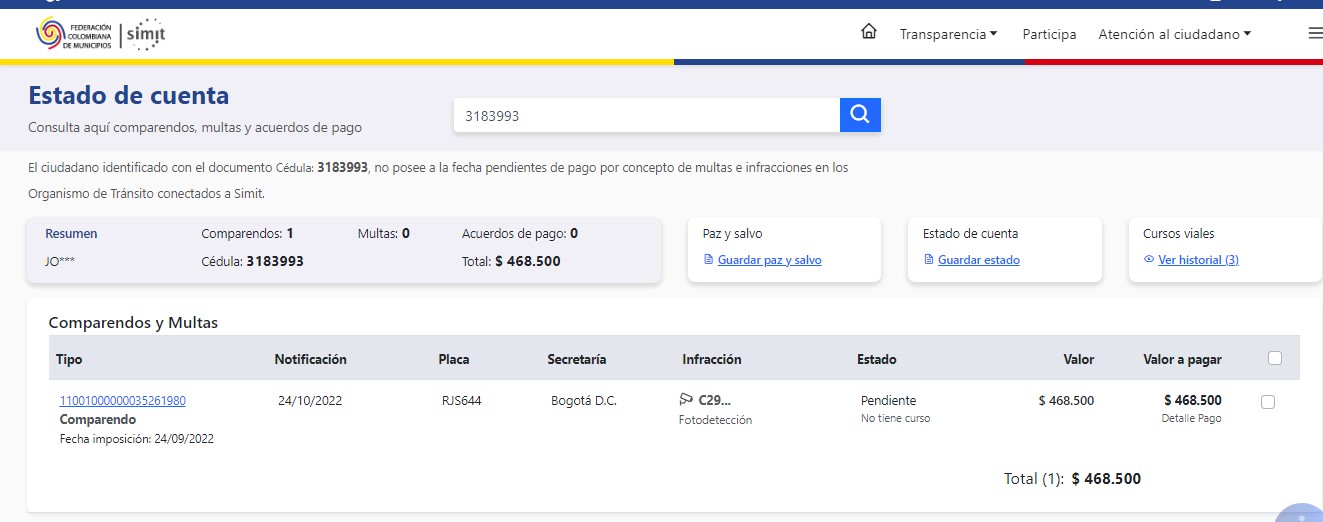 FEDERACIÓN
COLOMBIANA
DE MUNICIPIOS
simit
Transparencia
Participa
Atención al ciudadano
Estado de cuenta
Consulta aquí comparendos, multas y acuerdos de pago
3183993
El ciudadano identificado con el documento Cédula: 3183993, no posee a la fecha pendientes de pago por concepto de multas e infracciones en los
Organismo de Tránsito conectados a Simit.
Resumen Comparendos: 1 Multas: 0 Acuerdos de pago: 0
JO*** Cédula: 3183993 Total: $ 468.500
Paz y salvo
Guardar paz y salvo
Estado de cuenta
Guardar estado
Cursos viales
Ver historial (3)
Comparendos y Multas
Tipo Notificación Placa Secretaría Infracción Estado Valor Valor a pagar
11001000000035261980 24/10/2022 RJS644 Bogotá D.C. C29... Pendiente $ 468.500 $ 468.500
Comparendo Fotodetección No tiene curso Detalle Pago
Fecha imposición: 24/09/2022
Total (1): $ 468.500